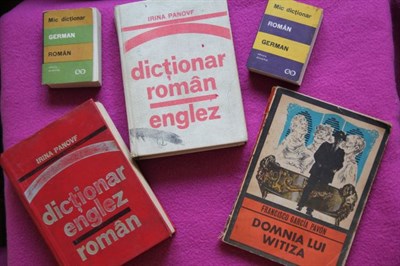 Mic dicționar
GERMAN
ROMÂN
IRINA PANOVF
dicționar
român
englez
Mic dicționar
ROMÂN
GERMAN
IRINA PANOVF
dicționar
englez
român
FRANCISCO GARCIA PAVÓN
DOMNIA LUI
WITIZA